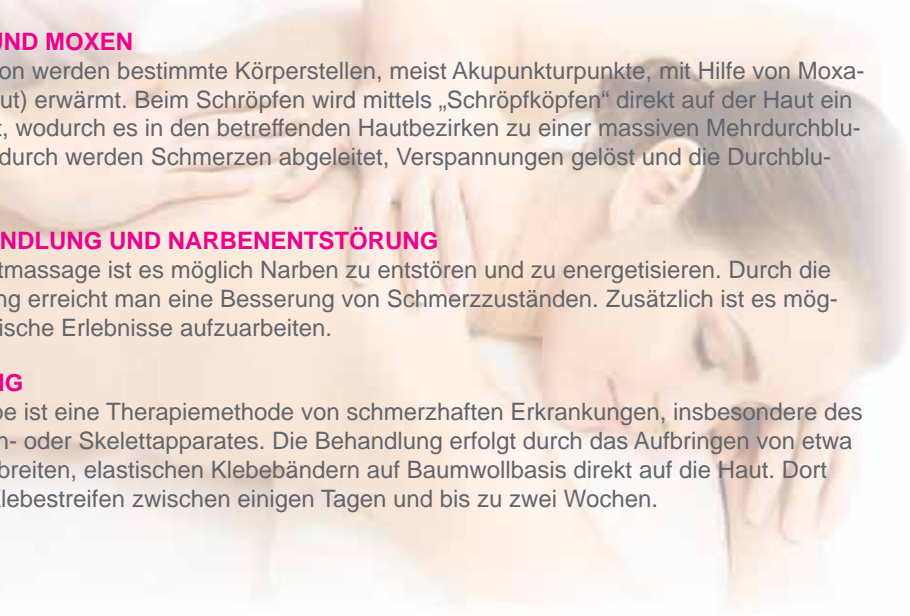 UND MOXEN
on werden bestimmte Körperstellen, meist Akupunkturpunkte, mit Hilfe von Moxa-
ut) erwärmt. Beim Schröpfen wird mittels „Schröpfköpfen“ direkt auf der Haut ein
t, wodurch es in den betreffenden Hautbezirken zu einer massiven Mehrdurchblu-
durch werden Schmerzen abgeleitet, Verspannungen gelöst und die Durchblu-
NDLUNG UND NARBENENTSTÖRUNG
tmassage ist es möglich Narben zu entstören und zu energetisieren. Durch die
ng erreicht man eine Besserung von Schmerzzuständen. Zusätzlich ist es mög-
ische Erlebnisse aufzuarbeiten.
NG
pe ist eine Therapiemethode von schmerzhaften Erkrankungen, insbesondere des
n- oder Skelettapparates. Die Behandlung erfolgt durch das Aufbringen von etwa
breiten, elastischen Klebebändern auf Baumwollbasis direkt auf die Haut. Dort
Klebestreifen zwischen einigen Tagen und bis zu zwei Wochen.